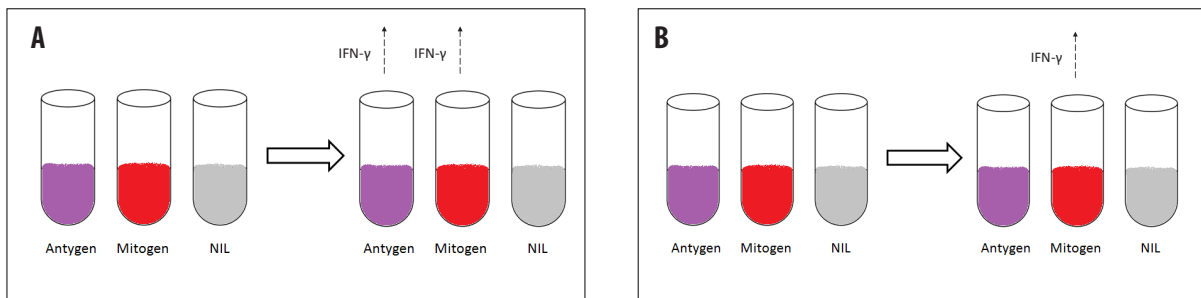 A
IFN-γ IFN-γ
Antygen Mitogen NIL Antygen Mitogen NIL
B
IFN-γ
Antygen Mitogen NIL Antygen Mitogen NIL